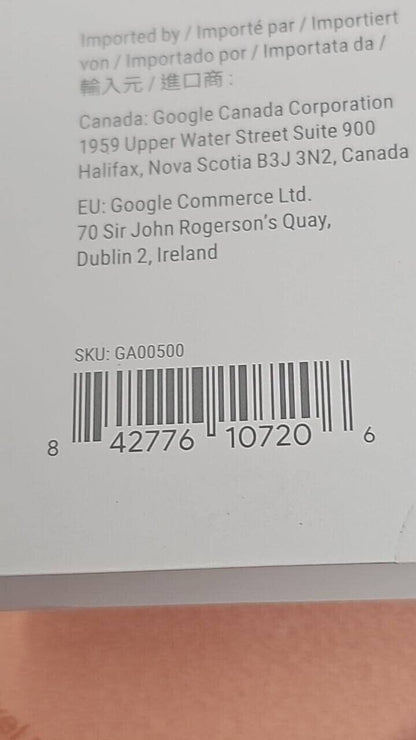 Imported by / Importé par / Importiert
von / Importado por / Importata da /
輸入元 / 進口商 :
Canada: Google Canada Corporation
1959 Upper Water Street Suite 900
Halifax, Nova Scotia B3J 3N2, Canada
EU: Google Commerce Ltd.
70 Sir John Rogerson's Quay,
Dublin 2, Ireland
SKU: GA00500
8 42776 10720 6